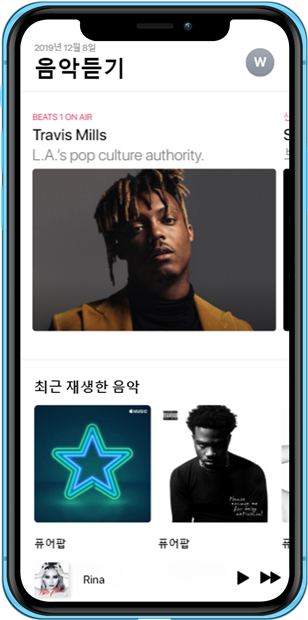 2019년 12월 8일
음악듣기
W
BEATS 1 ON AIR
Travis Mills
L.A.’s pop culture authority.
최근 재생한 음악
MUSIC
Please
excuse me
for being
antisocial
퓨어팝
퓨어팝
Rina